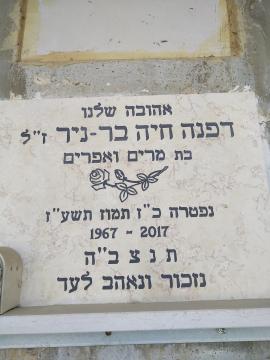 אהובה שלנו
דפנה חיה בר-ניר ז"ל
בת מרים ואפרים
נפטרה כ"ז תמוז תשע"ז
1967 - 2017
ת נ צ ב"ה
נזכור ונאהב לעד